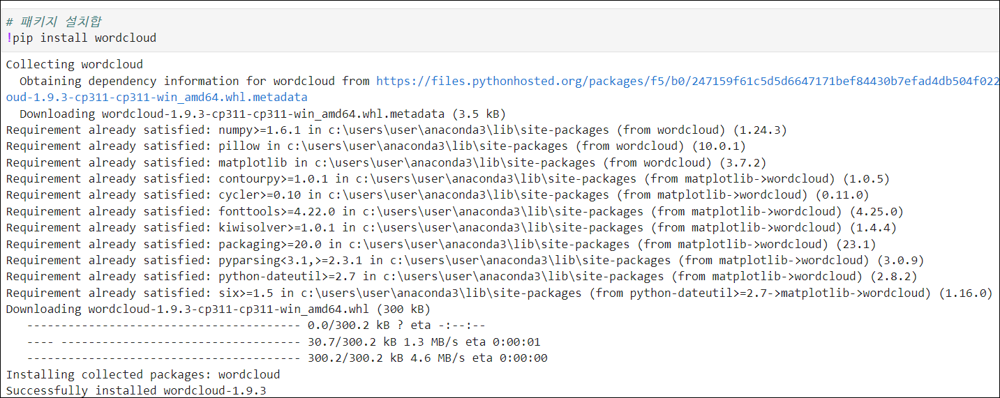 # 패키지 설치합
!pip install wordcloud
Collecting wordcloud
  Obtaining dependency information for wordcloud from https://files.pythonhosted.org/packages/f5/b0/247159f61c5d5d6647171bef84430b7efad4db504f022
oud-1.9.3-cp311-cp311-win_amd64.whl.metadata
  Downloading wordcloud-1.9.3-cp311-cp311-win_amd64.whl.metadata (3.5 kB)
Requirement already satisfied: numpy>=1.6.1 in c:\users\user\anaconda3\lib\site-packages (from wordcloud) (1.24.3)
Requirement already satisfied: pillow in c:\users\user\anaconda3\lib\site-packages (from wordcloud) (10.0.1)
Requirement already satisfied: matplotlib in c:\users\user\anaconda3\lib\site-packages (from wordcloud) (3.7.2)
Requirement already satisfied: contourpy>=1.0.1 in c:\users\user\anaconda3\lib\site-packages (from matplotlib->wordcloud) (1.0.5)
Requirement already satisfied: cycler>=0.10 in c:\users\user\anaconda3\lib\site-packages (from matplotlib->wordcloud) (0.11.0)
Requirement already satisfied: fonttools>=4.22.0 in c:\users\user\anaconda3\lib\site-packages (from matplotlib->wordcloud) (4.25.0)
Requirement already satisfied: kiwisolver>=1.0.1 in c:\users\user\anaconda3\lib\site-packages (from matplotlib->wordcloud) (1.4.4)
Requirement already satisfied: packaging>=20.0 in c:\users\user\anaconda3\lib\site-packages (from matplotlib->wordcloud) (23.1)
Requirement already satisfied: pyparsing<3.1,>=2.3.1 in c:\users\user\anaconda3\lib\site-packages (from matplotlib->wordcloud) (3.0.9)
Requirement already satisfied: python-dateutil>=2.7 in c:\users\user\anaconda3\lib\site-packages (from matplotlib->wordcloud) (2.8.2)
Requirement already satisfied: six>=1.5 in c:\users\user\anaconda3\lib\site-packages (from python-dateutil>=2.7->matplotlib->wordcloud) (1.16.0)
Downloading wordcloud-1.9.3-cp311-cp311-win_amd64.whl (300 kB)
   ---------------------------------------- 0.0/300.2 kB ? eta -:--:--
   ---- ----------------------------------- 30.7/300.2 kB 1.3 MB/s eta 0:00:01
   ---------------------------------------- 300.2/300.2 kB 4.6 MB/s eta 0:00:00
Installing collected packages: wordcloud
Successfully installed wordcloud-1.9.3